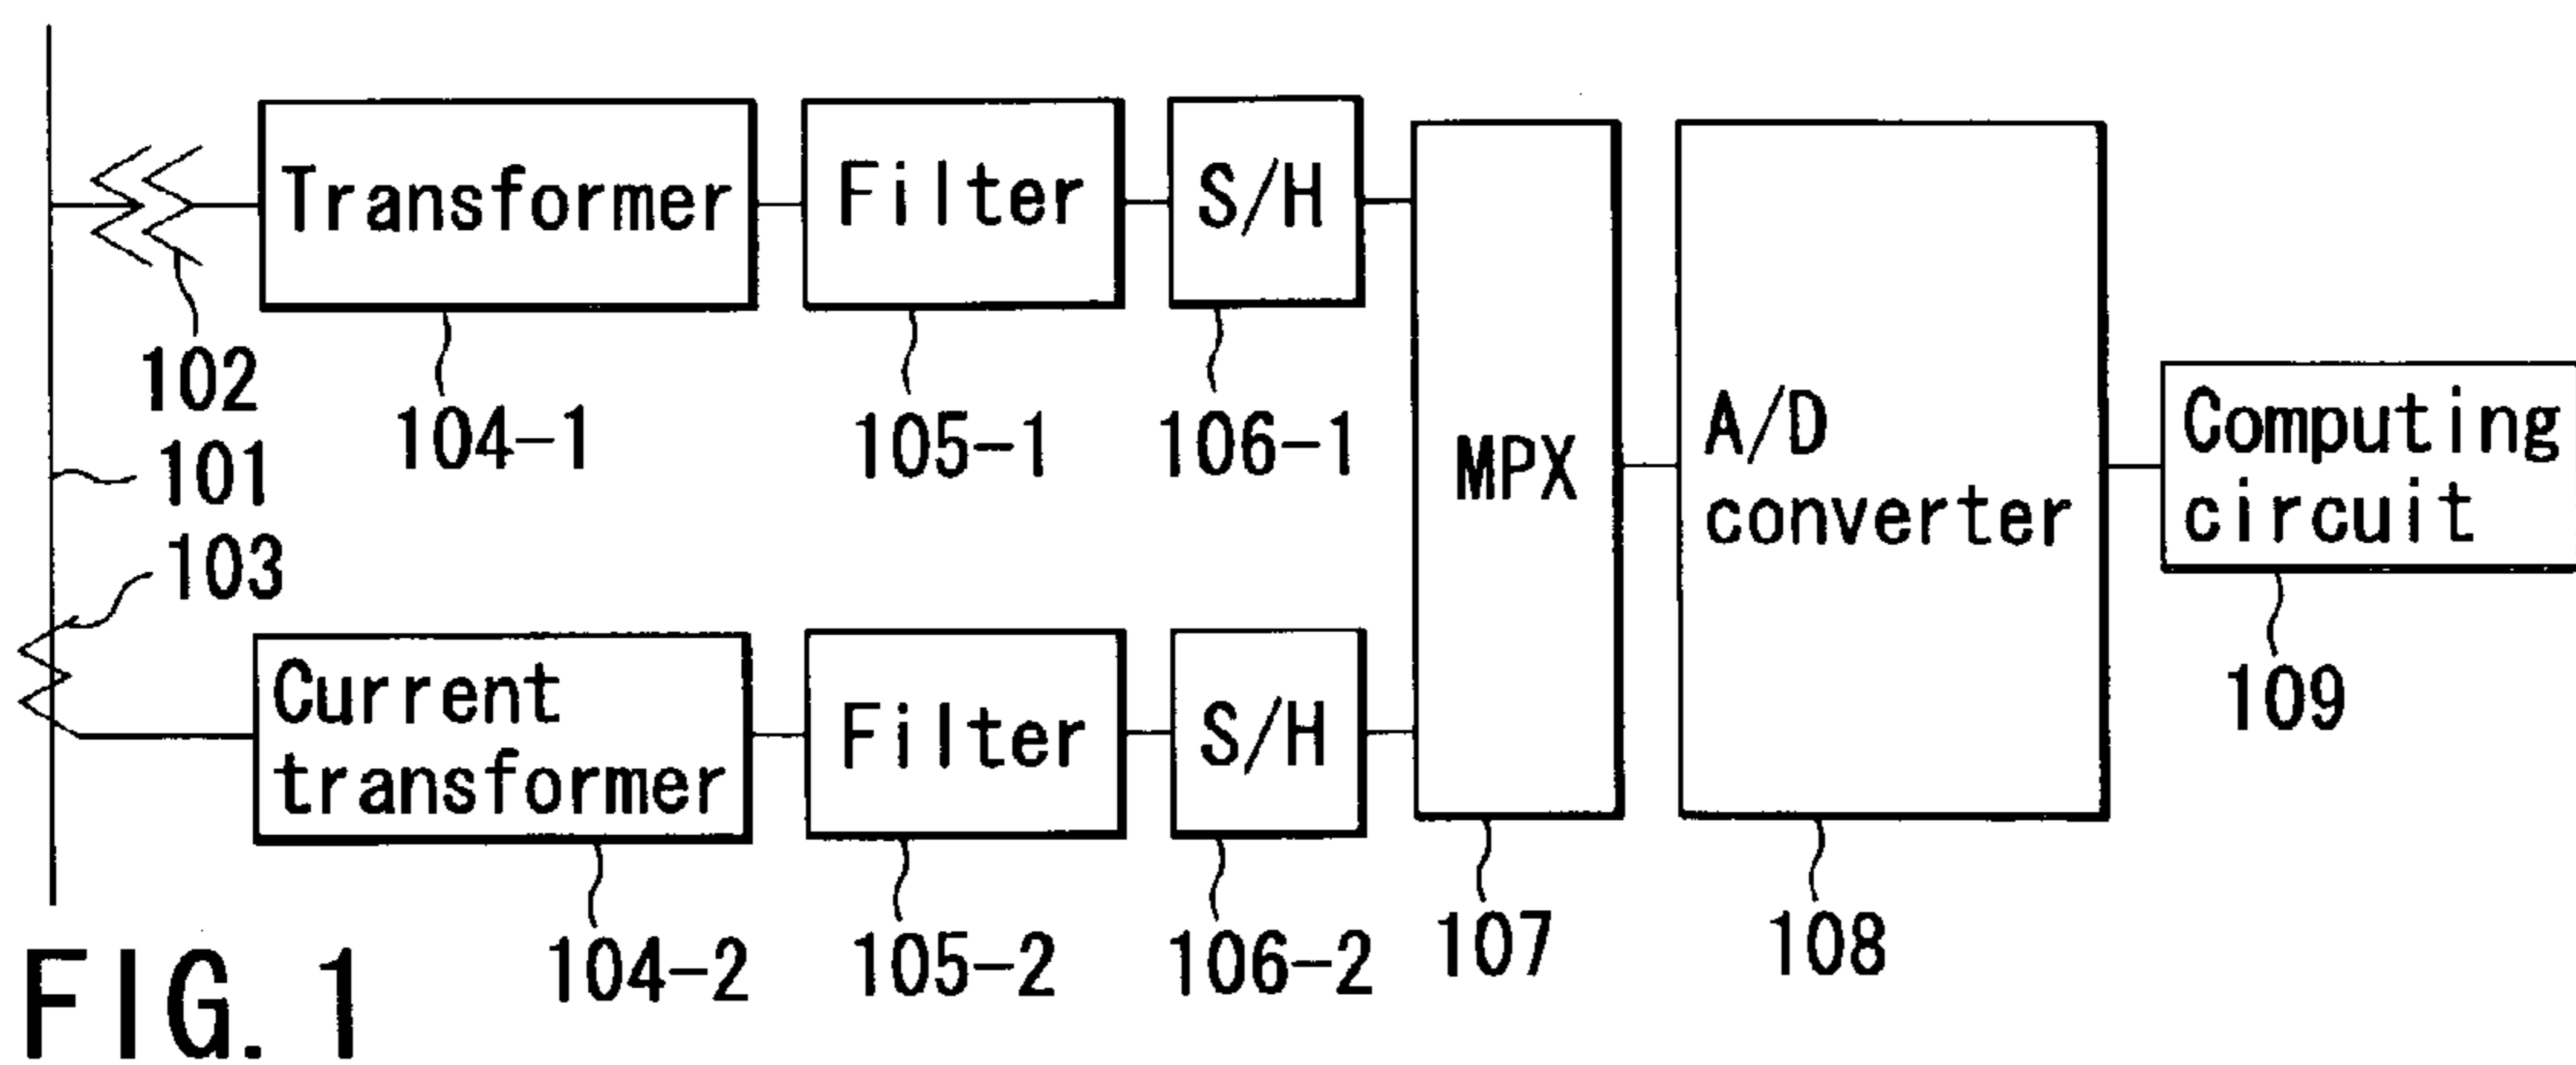 Transformer
Filter
S/H
MPX
A/D
converter
Computing
circuit
102
104-1
105-1
106-1
101
103
109
Current
transformer
Filter
S/H
104-2
105-2
106-2
107
108
FIG. 1